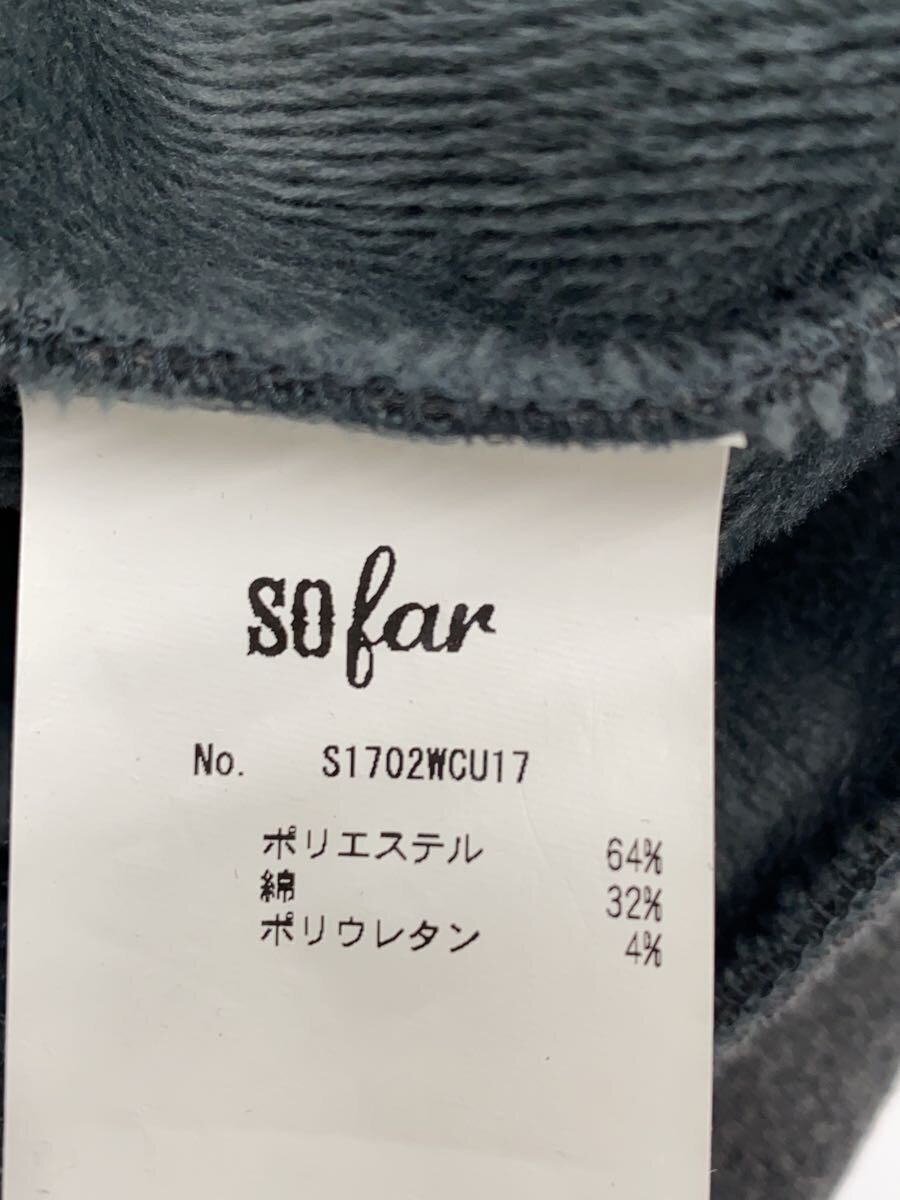 sofar
No. S1702WCU17
ポリエステル 64%
綿 32%
ポリウレタン 4%